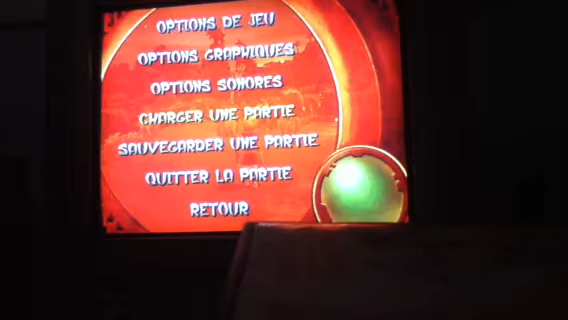 OPTIONS DE JEU
OPTIONS GRAPHIQUES
OPTIONS SONORES
CHARGER UNE PARTIE
SAUVEGARDER UNE PARTIE
QUITTER LA PARTIE
RETOUR